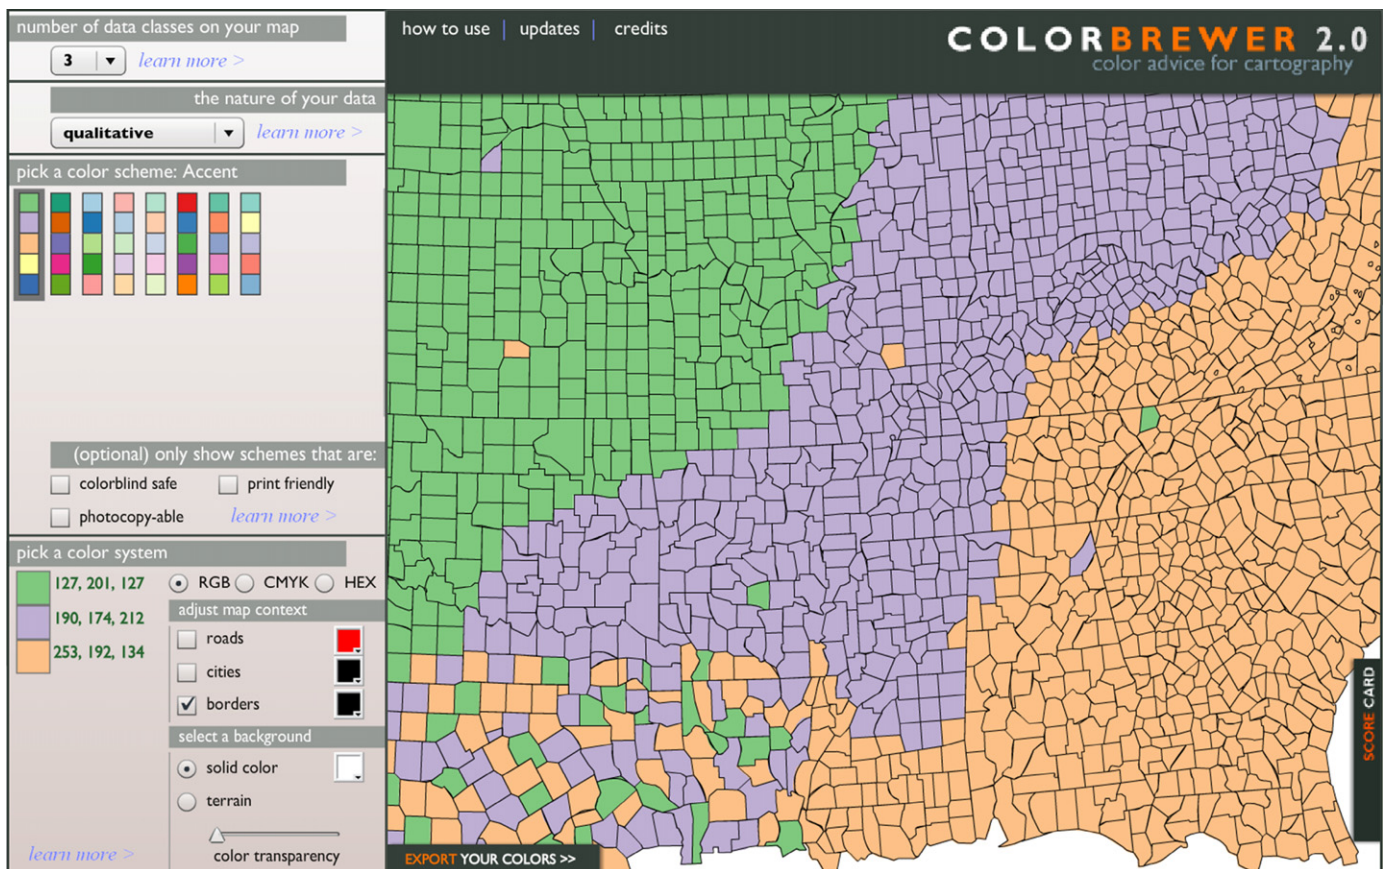 number of data classes on your map
3
learn more >
the nature of your data
qualitative
learn more >
pick a color scheme: Accent
(optional) only show schemes that are:
colorblind safe
print friendly
photocopy-able
learn more >
pick a color system
127, 201, 127
190, 174, 212
253, 192, 134
RGB CMYK HEX
adjust map context
roads
cities
borders
select a background
solid color
terrain
color transparency
learn more >
how to use | updates | credits
COLORBREWER 2.0
color advice for cartography
SCORE CARD
EXPORT YOUR COLORS >>